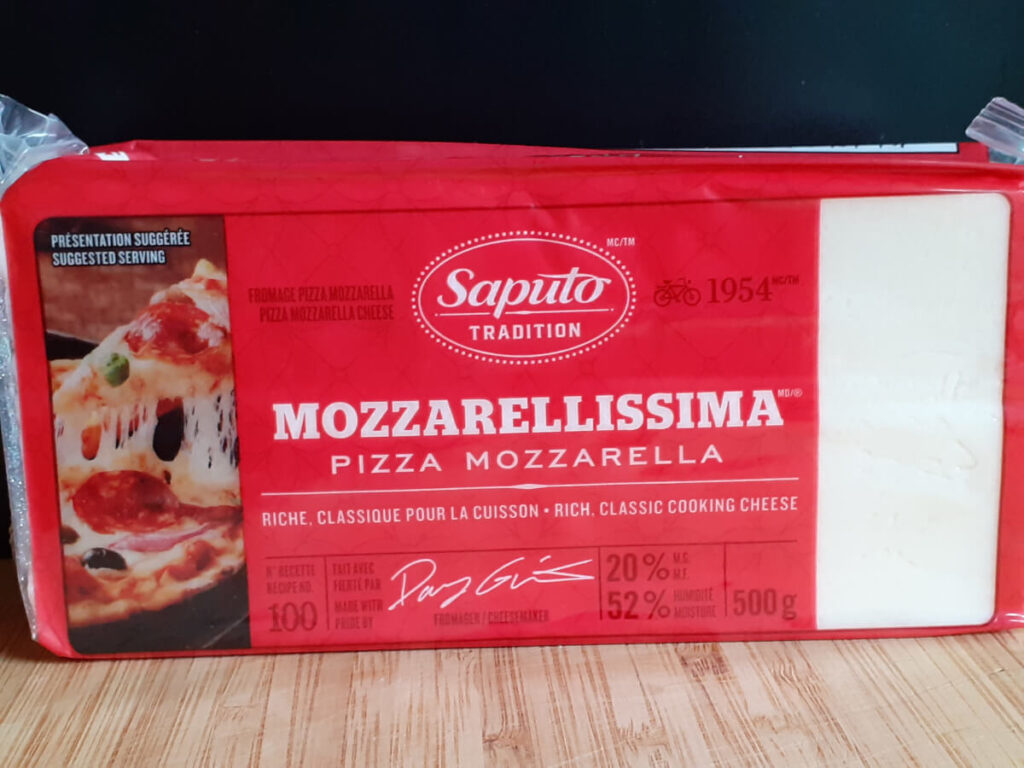 PRÉSENTATION SUGGÉRÉE
SUGGESTED SERVING
FROMAGE PIZZA MOZZARELLA
PIZZA MOZZARELLA CHEESE
Saputo MC/TM
TRADITION
1954 MC/TM
MOZZARELLISSIMA MD/®
PIZZA MOZZARELLA
RICHE, CLASSIQUE POUR LA CUISSON • RICH, CLASSIC COOKING CHEESE
N° RECETTE
RECIPE NO.
100
FAIT AVEC
FIERTÉ PAR
MADE WITH
PRIDE BY
FROMAGER / CHEESEMAKER
20% M.G.
M.F.
52% HUMIDITÉ
MOISTURE
500 g